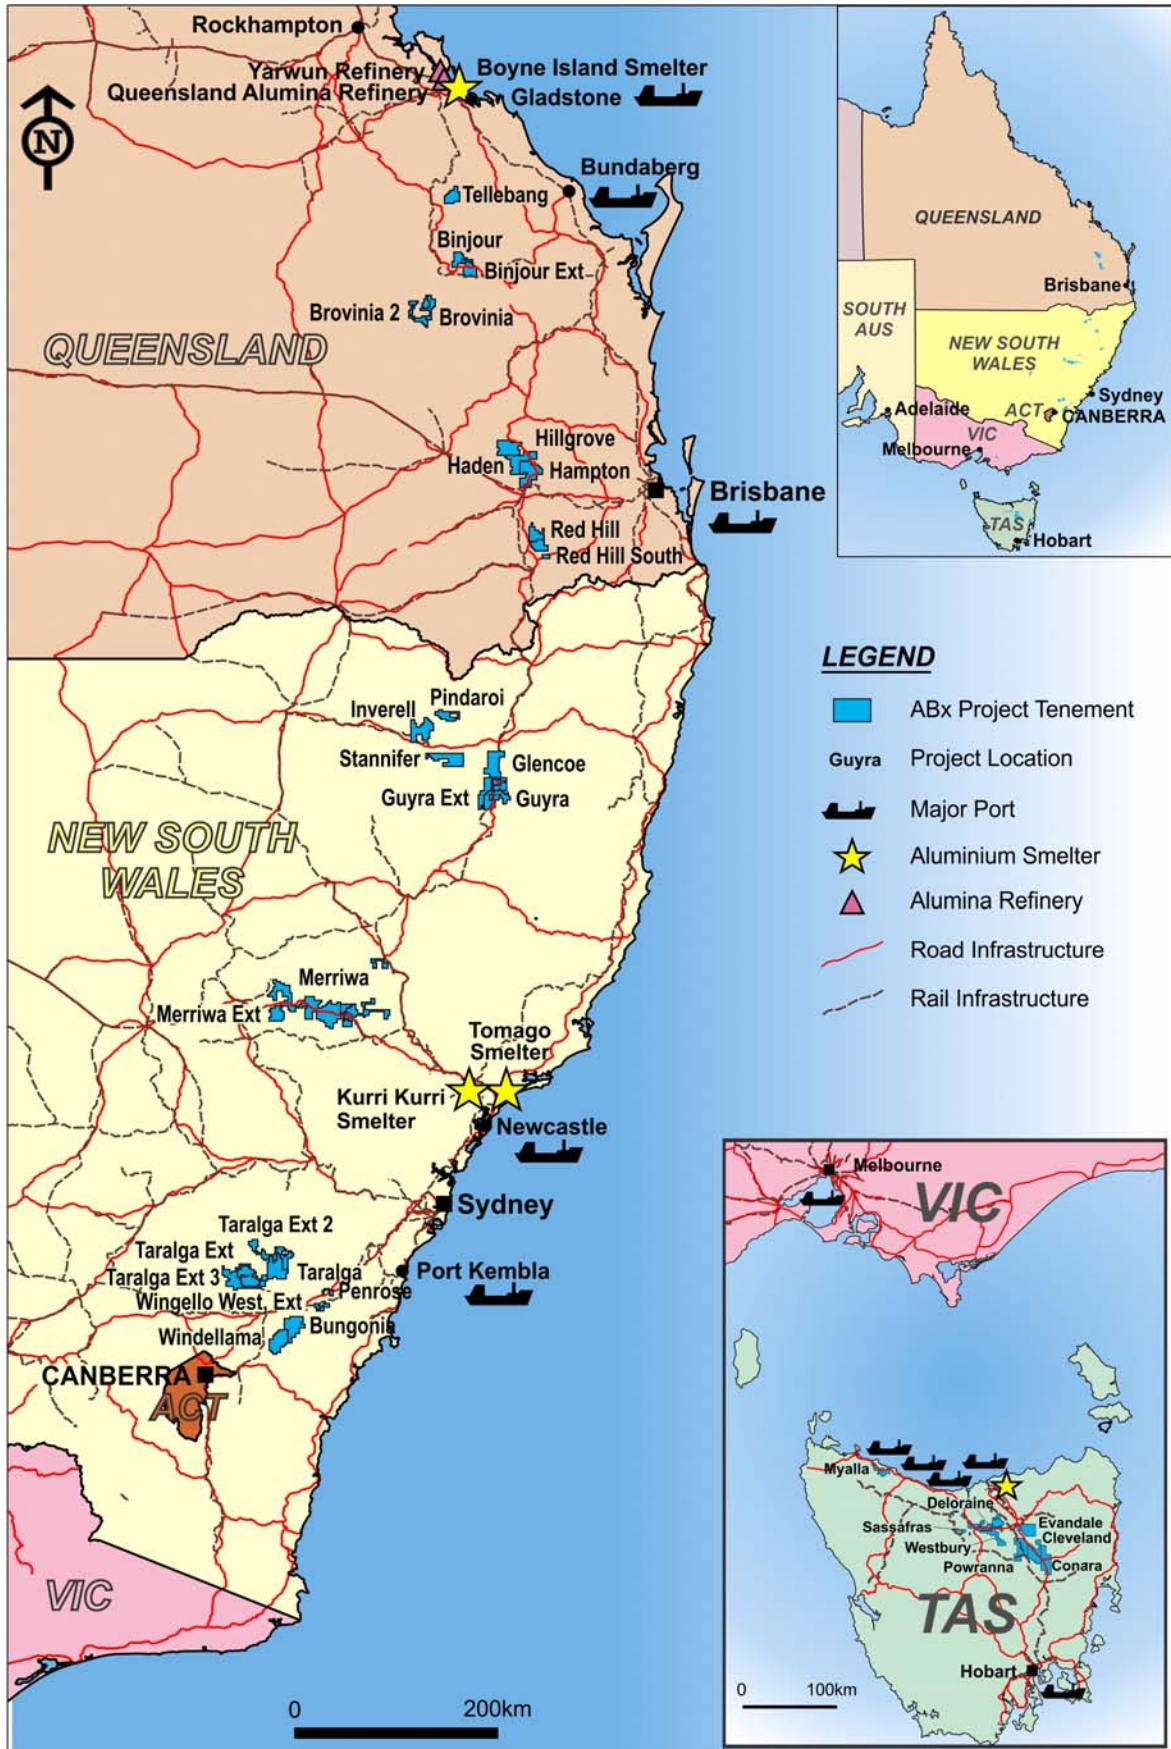 Rockhampton
Yarwun Refinery
Queensland Alumina Refinery
Boyne Island Smelter
Gladstone
N
Bundaberg
Tellebang
Binjour
Binjour Ext
Brovinia 2
Brovinia
QUEENSLAND
Hillgrove
Haden
Hampton
Brisbane
Red Hill
Red Hill South
Pindaroi
Inverell
Stannifer
Glencoe
Guyra Ext
Guyra
NEW SOUTH
WALES
Merriwa
Merriwa Ext
Tomago
Smelter
Kurri Kurri
Smelter
Newcastle
Sydney
Taralga Ext 2
Taralga Ext
Taralga Ext 3
Taralga
Port Kembla
Penrose
Wingello West, Ext
Bungonia
Windellama
CANBERRA
ACT
VIC
0
200km
QUEENSLAND
Brisbane
SOUTH
AUS
NEW SOUTH
WALES
Sydney
ACT
CANBERRA
Adelaide
VIC
Melbourne
TAS
Hobart
LEGEND
ABx Project Tenement
Guyra
Project Location
Major Port
Aluminium Smelter
Alumina Refinery
Road Infrastructure
Rail Infrastructure
Melbourne
VIC
Myalla
Deloraine
Sassafras
Evandale
Cleveland
Westbury
Powranna
Conara
TAS
Hobart
0
100km